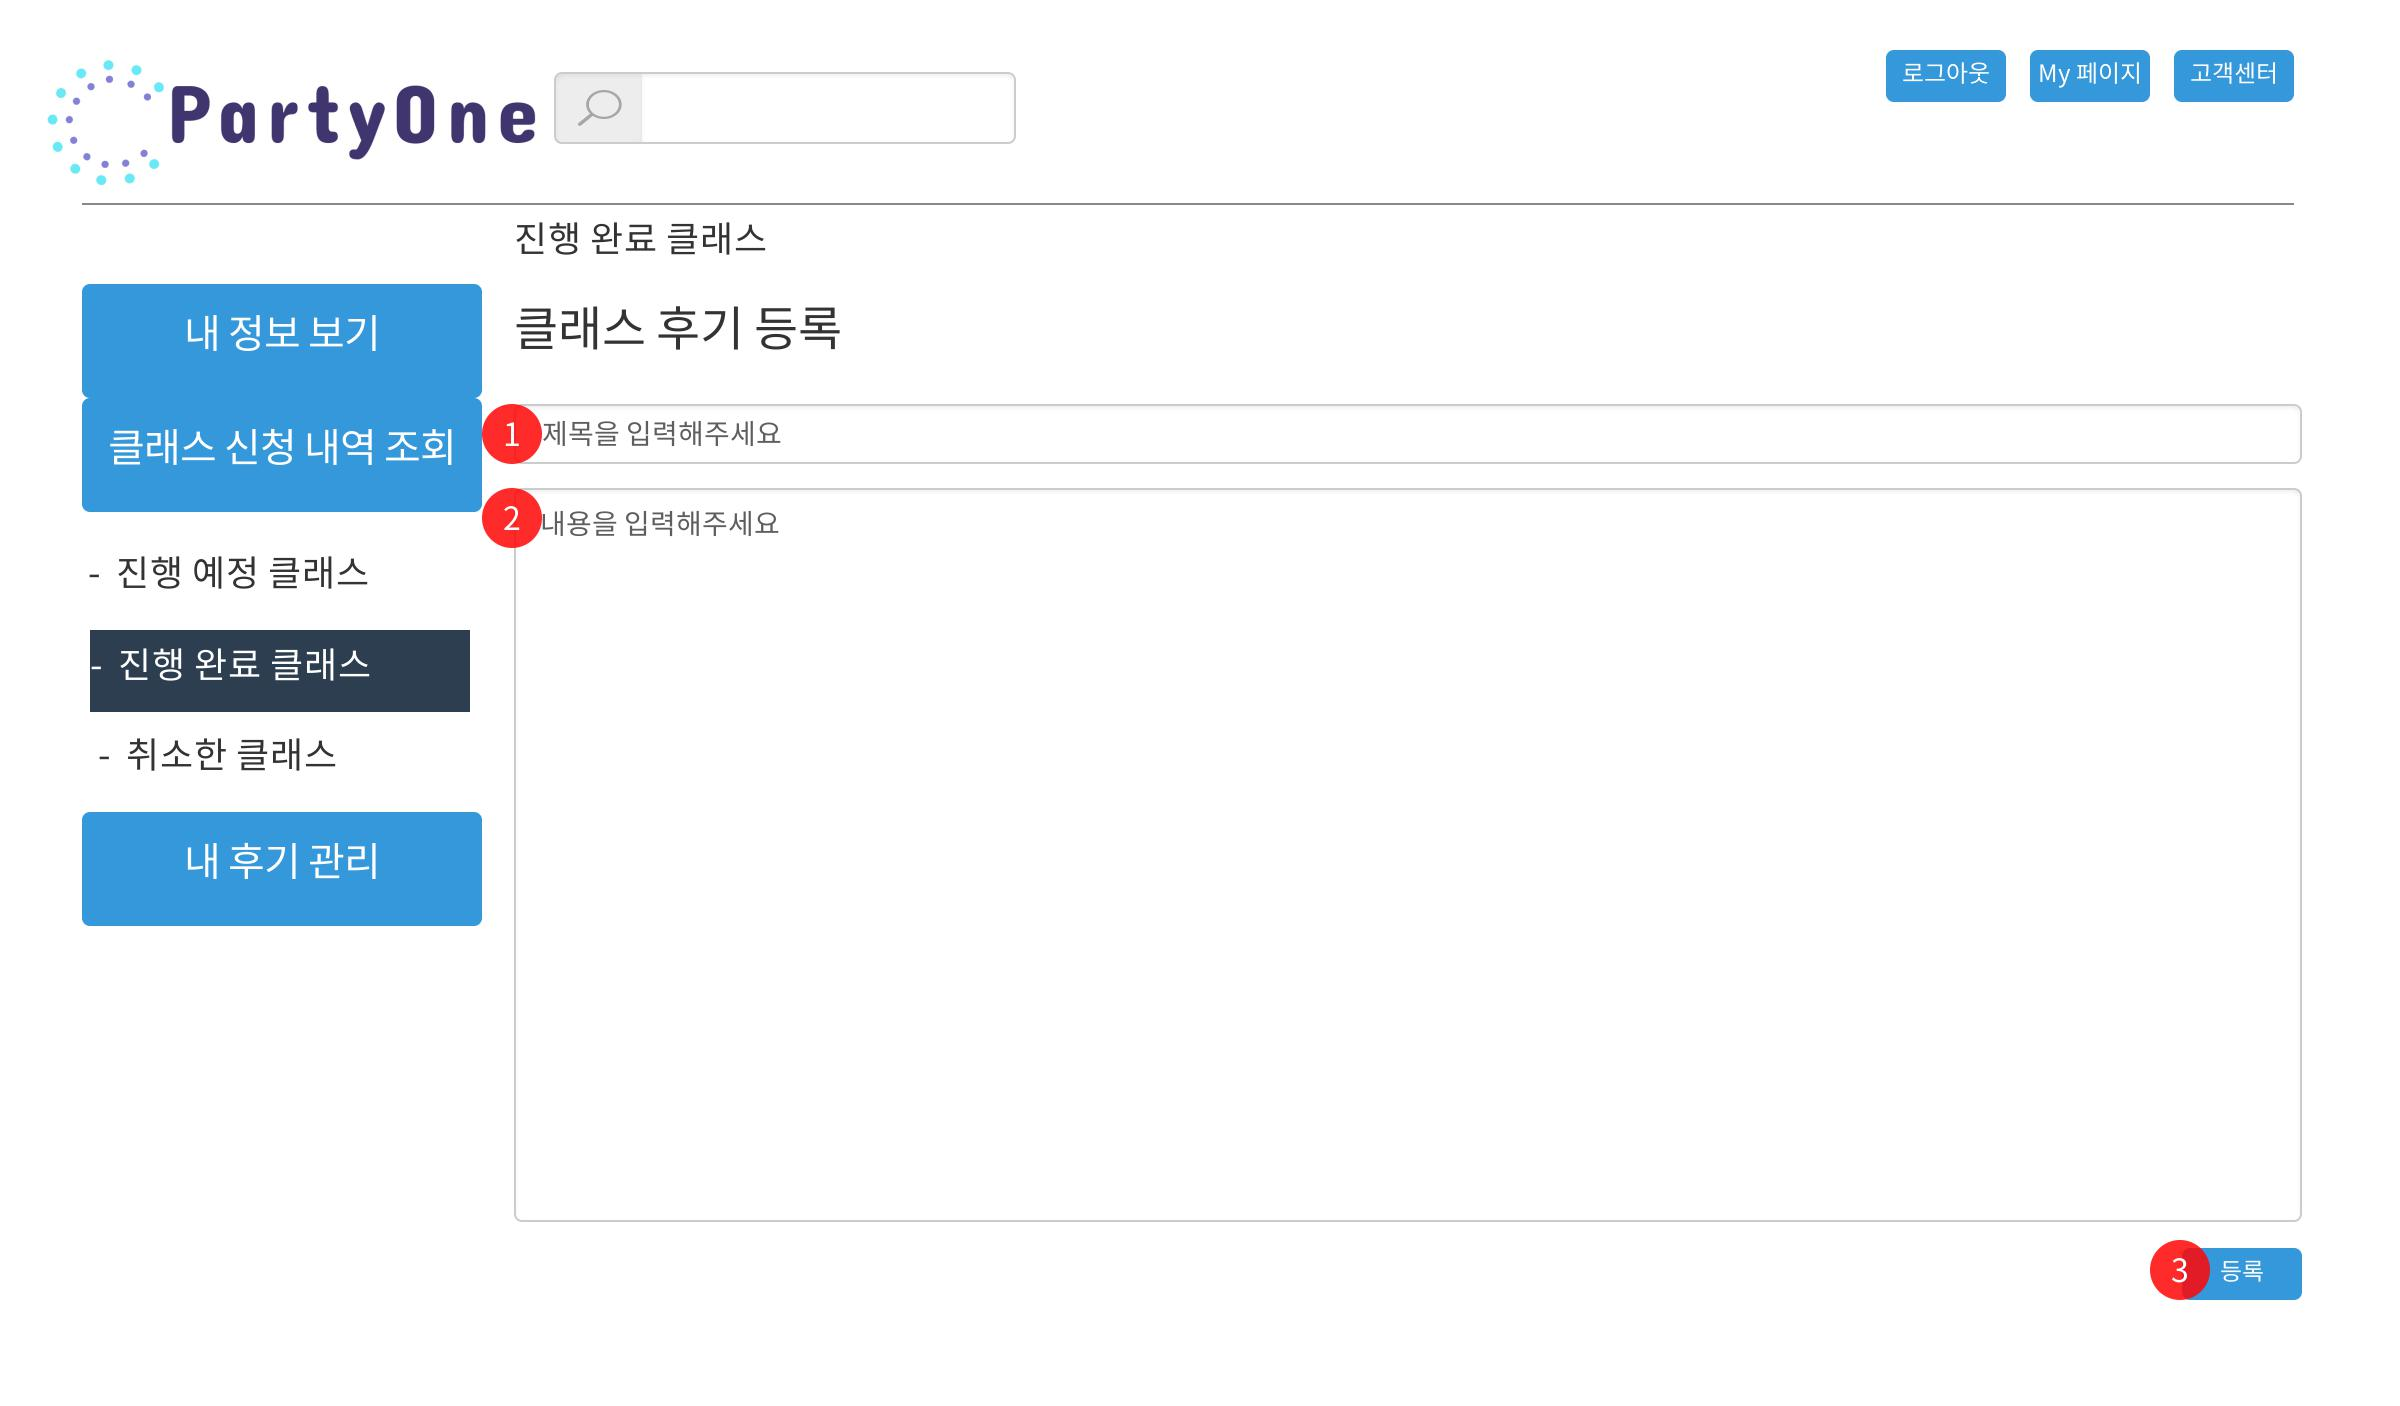 PartyOne
로그아웃
My 페이지
고객센터
진행 완료 클래스
내 정보 보기
클래스 신청 내역 조회
- 진행 예정 클래스
- 진행 완료 클래스
- 취소한 클래스
내 후기 관리
클래스 후기 등록
1
제목을 입력해주세요
2
내용을 입력해주세요
3
등록